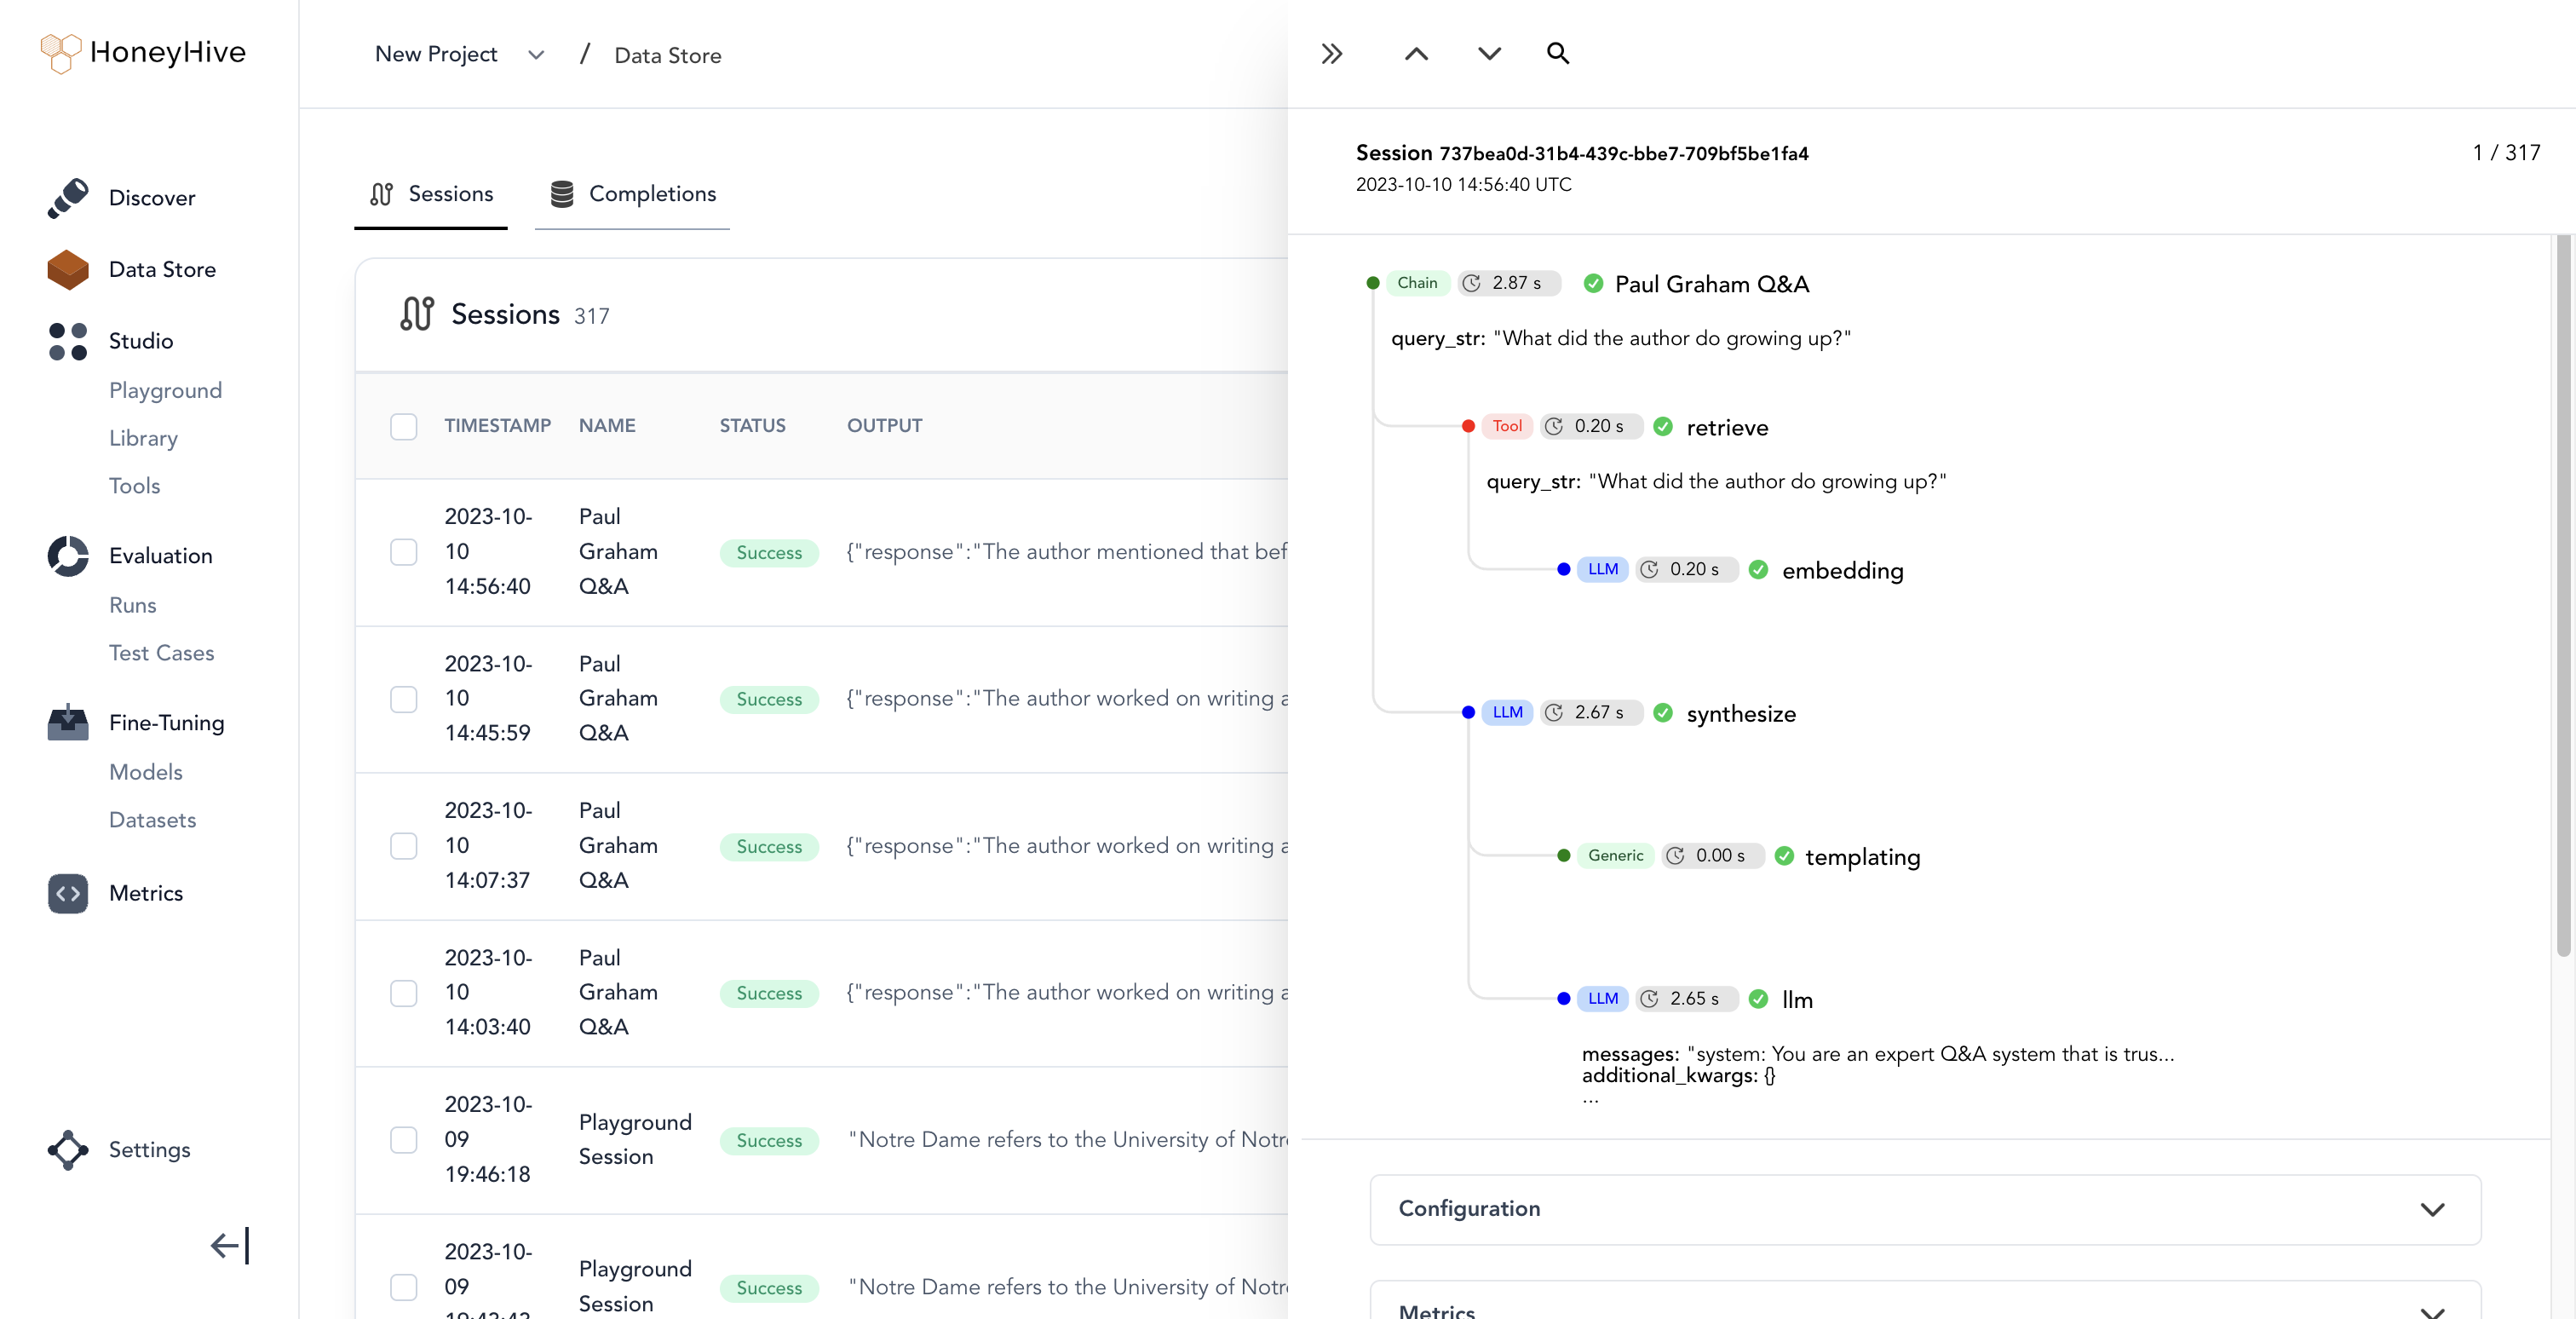 HoneyHive
Discover
Data Store
Studio
Playground
Library
Tools
Evaluation
Runs
Test Cases
Fine-Tuning
Models
Datasets
Metrics
Settings
New Project / Data Store
Sessions Completions
Sessions 317
TIMESTAMP NAME STATUS OUTPUT
2023-10-
10
14:56:40
Paul
Graham
Q&A
Success
{"response":"The author mentioned that bef
2023-10-
10
14:45:59
Paul
Graham
Q&A
Success
{"response":"The author worked on writing a
2023-10-
10
14:07:37
Paul
Graham
Q&A
Success
{"response":"The author worked on writing a
2023-10-
10
14:03:40
Paul
Graham
Q&A
Success
{"response":"The author worked on writing a
2023-10-
09
19:46:18
Playground
Session
Success
"Notre Dame refers to the University of Notr
2023-10-
09
Playground
Session
Success
"Notre Dame refers to the University of Notr
Session 737bea0d-31b4-439c-bbe7-709bf5be1fa4
1 / 317
2023-10-10 14:56:40 UTC
Chain 2.87 s Paul Graham Q&A
query_str: "What did the author do growing up?"
Tool 0.20 s retrieve
query_str: "What did the author do growing up?"
LLM 0.20 s embedding
LLM 2.67 s synthesize
Generic 0.00 s templating
LLM 2.65 s llm
messages: "system: You are an expert Q&A system that is trus...
additional_kwargs: {}
...
Configuration
Metrics